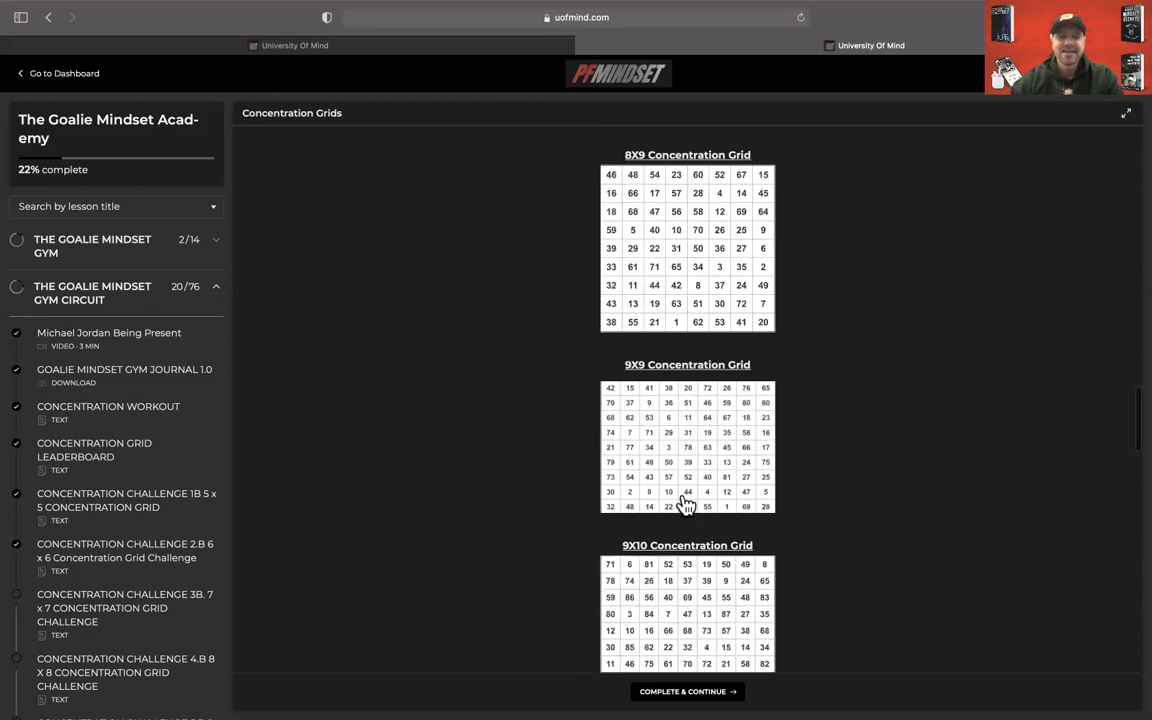 uofmind.com
University Of Mind
University Of Mind
Go to Dashboard
PFMINDSET
The Goalie Mindset Acad-
emy
22% complete
Search by lesson title
THE GOALIE MINDSET
GYM
2/14
THE GOALIE MINDSET
GYM CIRCUIT
20/76
Michael Jordan Being Present
VIDEO · 3 MIN
GOALIE MINDSET GYM JOURNAL 1.0
DOWNLOAD
CONCENTRATION WORKOUT
TEXT
CONCENTRATION GRID
LEADERBOARD
TEXT
CONCENTRATION CHALLENGE 1B 5 x
5 CONCENTRATION GRID
TEXT
CONCENTRATION CHALLENGE 2.B 6
x 6 Concentration Grid Challenge
TEXT
CONCENTRATION CHALLENGE 3B. 7
x 7 CONCENTRATION GRID
CHALLENGE
TEXT
CONCENTRATION CHALLENGE 4.B 8
X 8 CONCENTRATION GRID
CHALLENGE
TEXT
Concentration Grids
8X9 Concentration Grid
46 48 54 23 60 52 67 15
16 66 17 57 28 4 14 45
18 68 47 56 58 12 69 64
59 5 40 10 70 26 25 9
39 29 22 31 50 36 27 6
33 61 71 65 34 3 35 2
32 11 44 42 8 37 24 49
43 13 19 63 51 30 72 7
38 55 21 1 62 53 41 20
9X9 Concentration Grid
42 15 41 38 20 72 26 76 65
70 37 9 36 51 46 59 80 60
68 62 53 6 11 64 67 18 23
74 7 71 29 31 19 35 58 16
21 77 34 3 78 63 45 66 17
79 61 49 50 39 33 13 24 75
73 54 43 57 52 40 81 27 25
30 2 8 10 44 4 12 47 5
32 48 14 22 55 1 69 28
9X10 Concentration Grid
71 6 81 52 53 19 50 49 8
78 74 26 18 37 39 9 24 65
59 86 56 40 69 45 55 48 83
80 3 84 7 47 13 87 27 35
12 10 16 66 88 73 57 38 68
30 85 62 22 32 4 15 14 34
11 46 75 61 70 72 21 58 82
COMPLETE & CONTINUE →